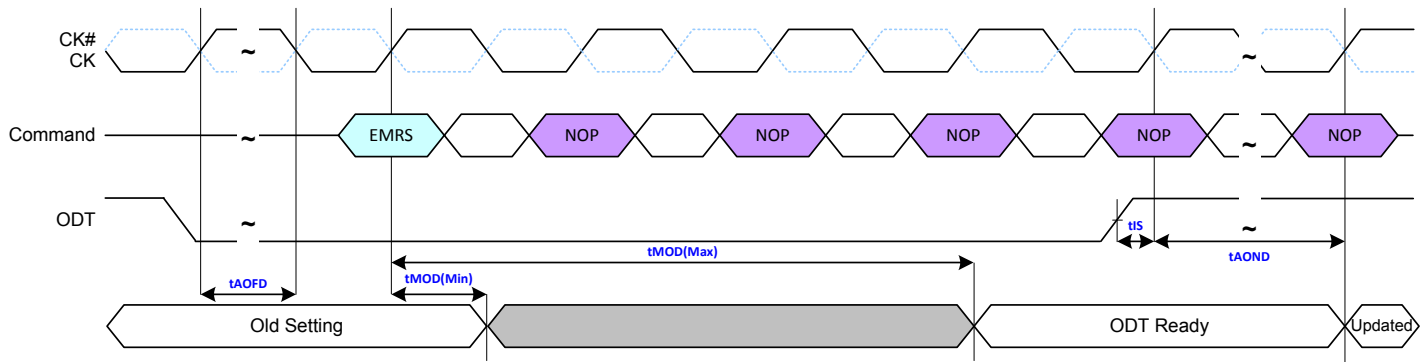 CK#
CK
~
~
Command
~
EMRS
NOP
NOP
NOP
NOP
~
NOP
ODT
~
tIS
~
tMOD(Max)
tAOND
tAOFD
tMOD(Min)
Old Setting
ODT Ready
Updated